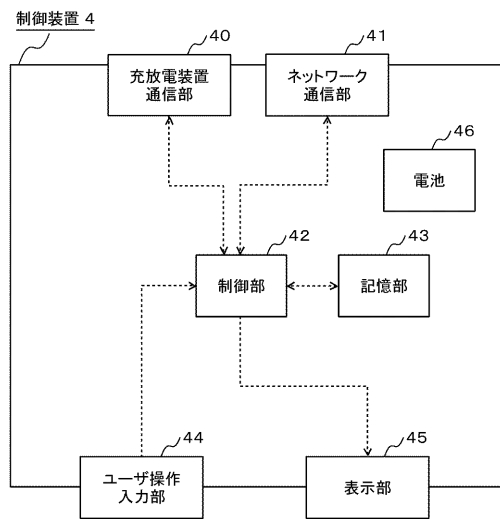 制御装置 4
40
充放電装置
通信部
41
ネットワーク
通信部
46
電池
42
制御部
43
記憶部
44
ユーザ操作
入力部
45
表示部